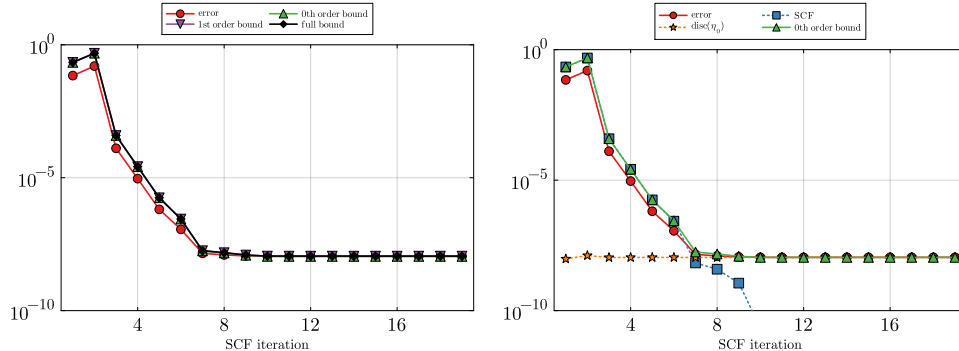 error
0th order bound
1st order bound
full bound
10^0
10^-5
10^-10
4
8
12
16
SCF iteration
error
SCF
disc(η_0)
0th order bound
10^0
10^-5
10^-10
4
8
12
16
SCF iteration